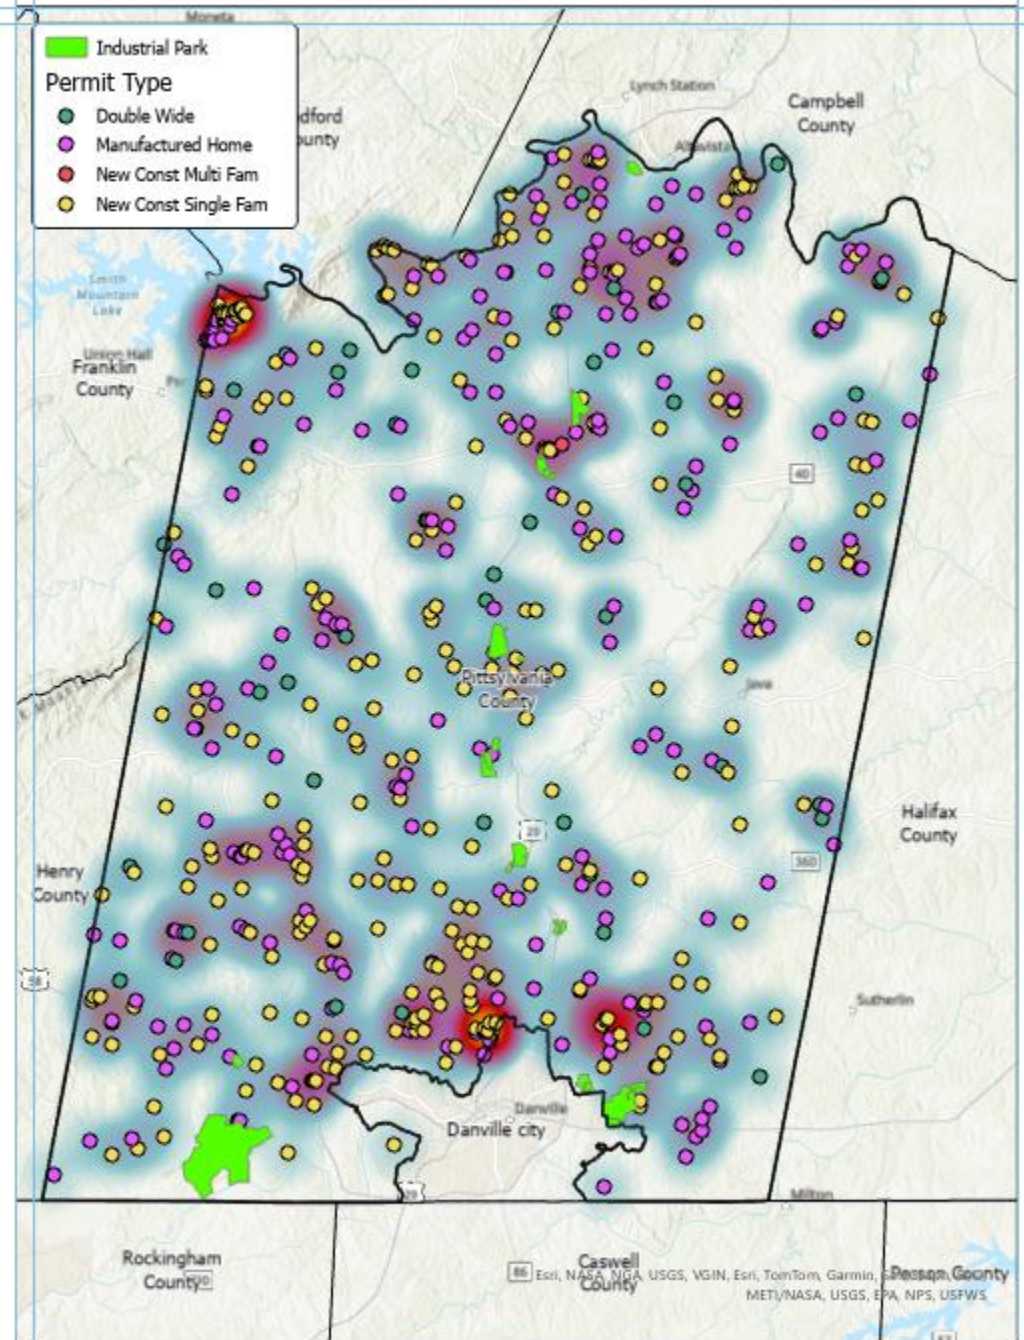 Moneta
Industrial Park
Permit Type
Double Wide
Manufactured Home
New Const Multi Fam
New Const Single Fam
dford
ounty
Lynch Station
Campbell
County
Altavista
Smith
Mountain
Lake
Union Hall
Franklin
County
40
Pittsylvania
County
Java
Halifax
County
29
360
Henry
County
58
Sutherlin
Danville
Danville city
29
Milton
Rockingham
County
Caswell
County
86
Person County
Esri, NASA, NGA, USGS, VGIN, Esri, TomTom, Garmin,
METI/NASA, USGS, EPA, NPS, USFWS